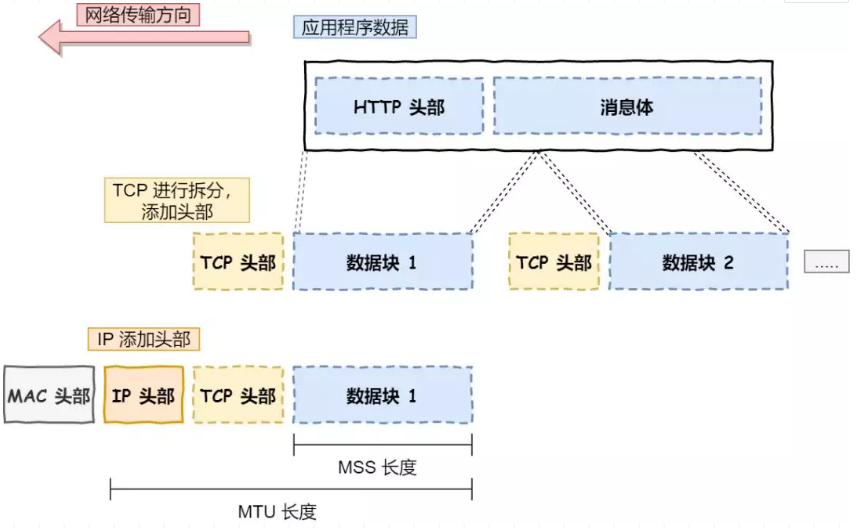 网络传输方向
应用程序数据
HTTP 头部
消息体
TCP 进行拆分，
添加头部
TCP 头部
数据块 1
TCP 头部
数据块 2
.....
IP 添加头部
MAC 头部
IP 头部
TCP 头部
数据块 1
MSS 长度
MTU 长度